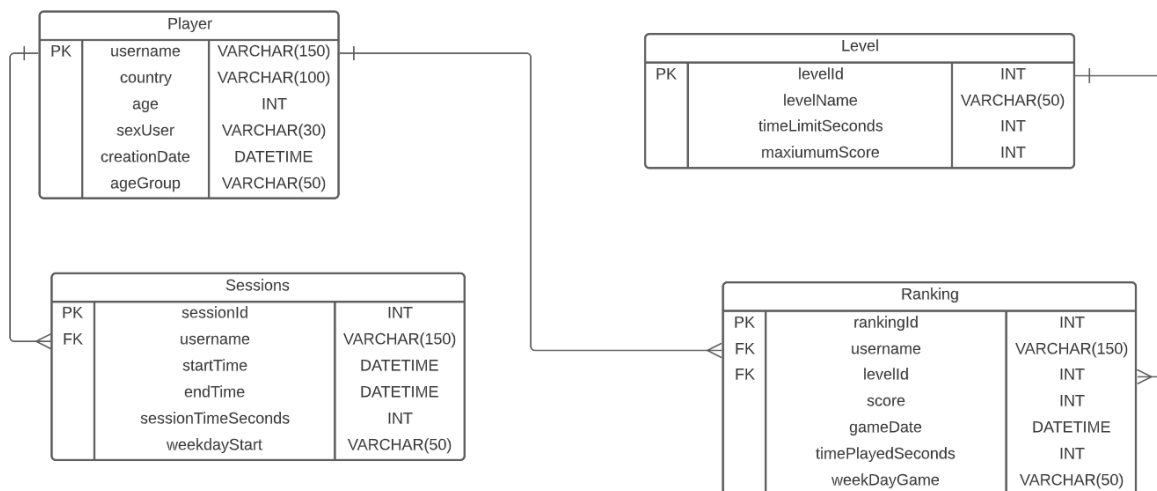 Player
PK username VARCHAR(150)
country VARCHAR(100)
age INT
sexUser VARCHAR(30)
creationDate DATETIME
ageGroup VARCHAR(50)
Level
PK levelId INT
levelName VARCHAR(50)
timeLimitSeconds INT
maxiumumScore INT
Sessions
PK sessionId INT
FK username VARCHAR(150)
startTime DATETIME
endTime DATETIME
sessionTimeSeconds INT
weekdayStart VARCHAR(50)
Ranking
PK rankingId INT
FK username VARCHAR(150)
FK levelId INT
score INT
gameDate DATETIME
timePlayedSeconds INT
weekDayGame VARCHAR(50)